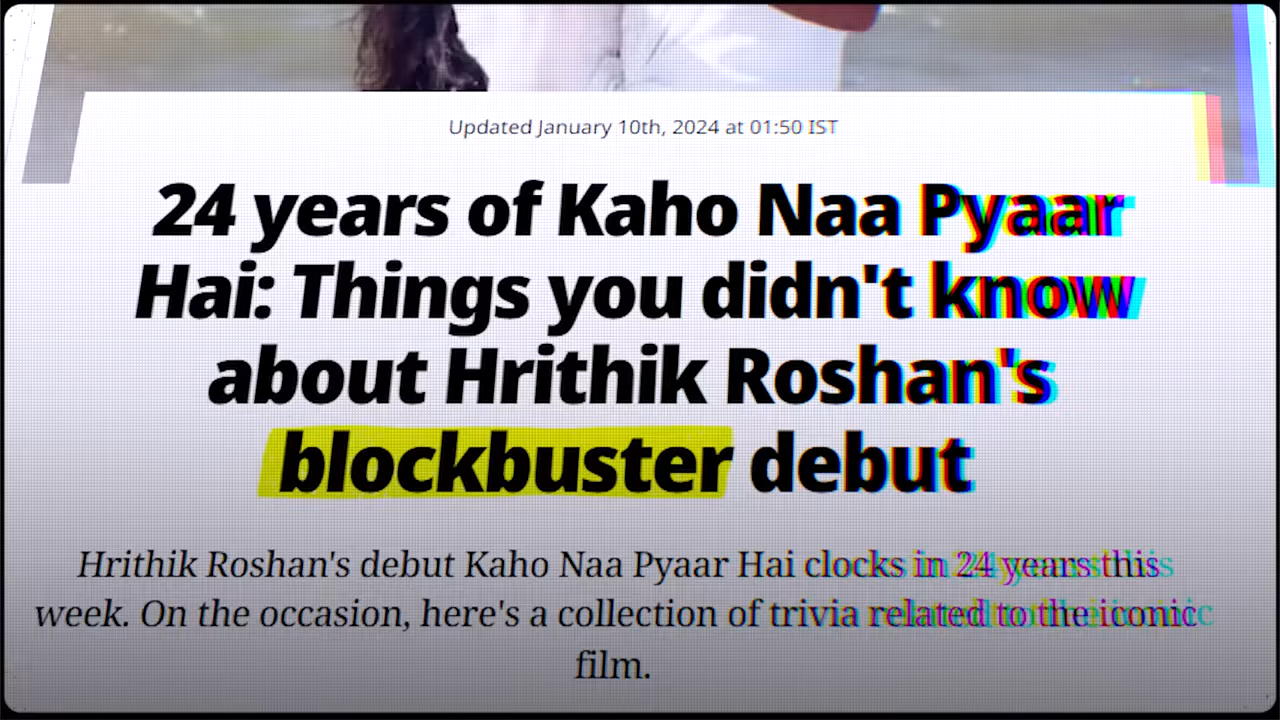 Updated January 10th, 2024 at 01:50 IST
24 years of Kaho Naa Pyaar
Hai: Things you didn't know
about Hrithik Roshan's
blockbuster debut
Hrithik Roshan's debut Kaho Naa Pyaar Hai clocks in 24 years this
week. On the occasion, here's a collection of trivia related to the iconic
film.